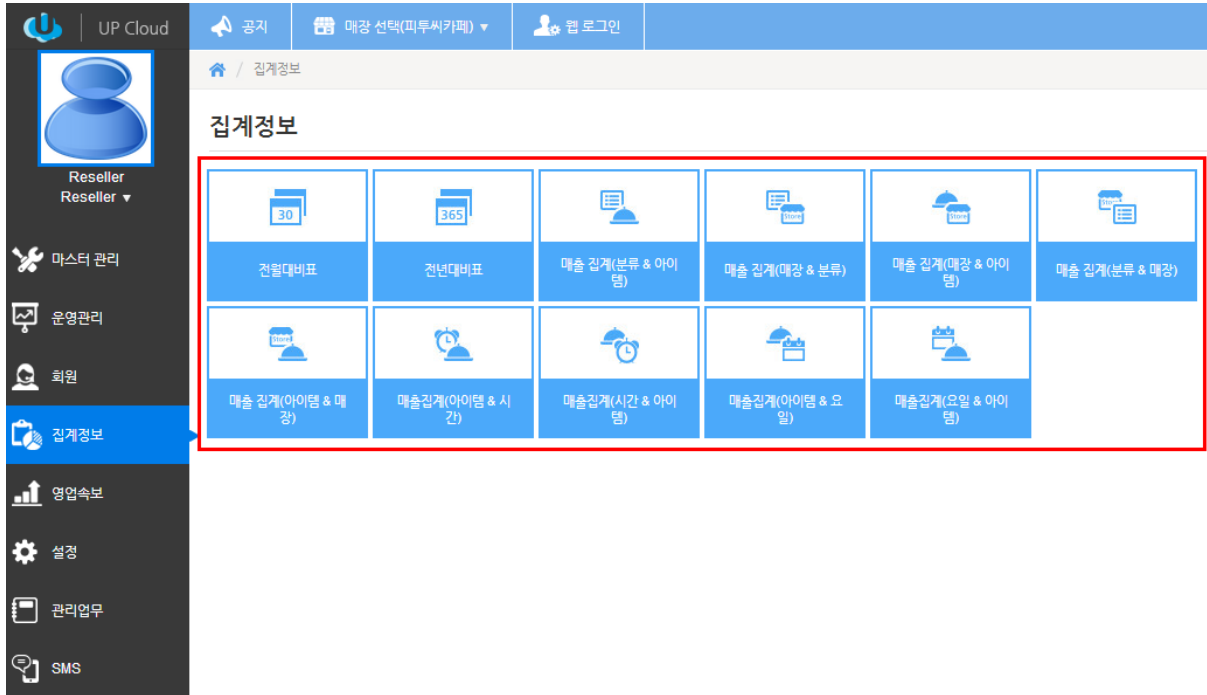 UP Cloud
공지
매장 선택(피투씨카페) ▼
웹 로그인
/ 집계정보
집계정보
Reseller
Reseller ▼
마스터 관리
운영관리
회원
집계정보
영업속보
설정
관리업무
SMS
30
전월대비표
365
전년대비표
매출 집계(분류 & 아이
템)
Store
매출 집계(매장 & 분류)
Store
매출 집계(매장 & 아이
템)
Store
매출 집계(분류 & 매장)
Store
매출 집계(아이템 & 매
장)
매출집계(아이템 & 시
간)
매출집계(시간 & 아이
템)
매출집계(아이템 & 요
일)
매출집계(요일 & 아이
템)